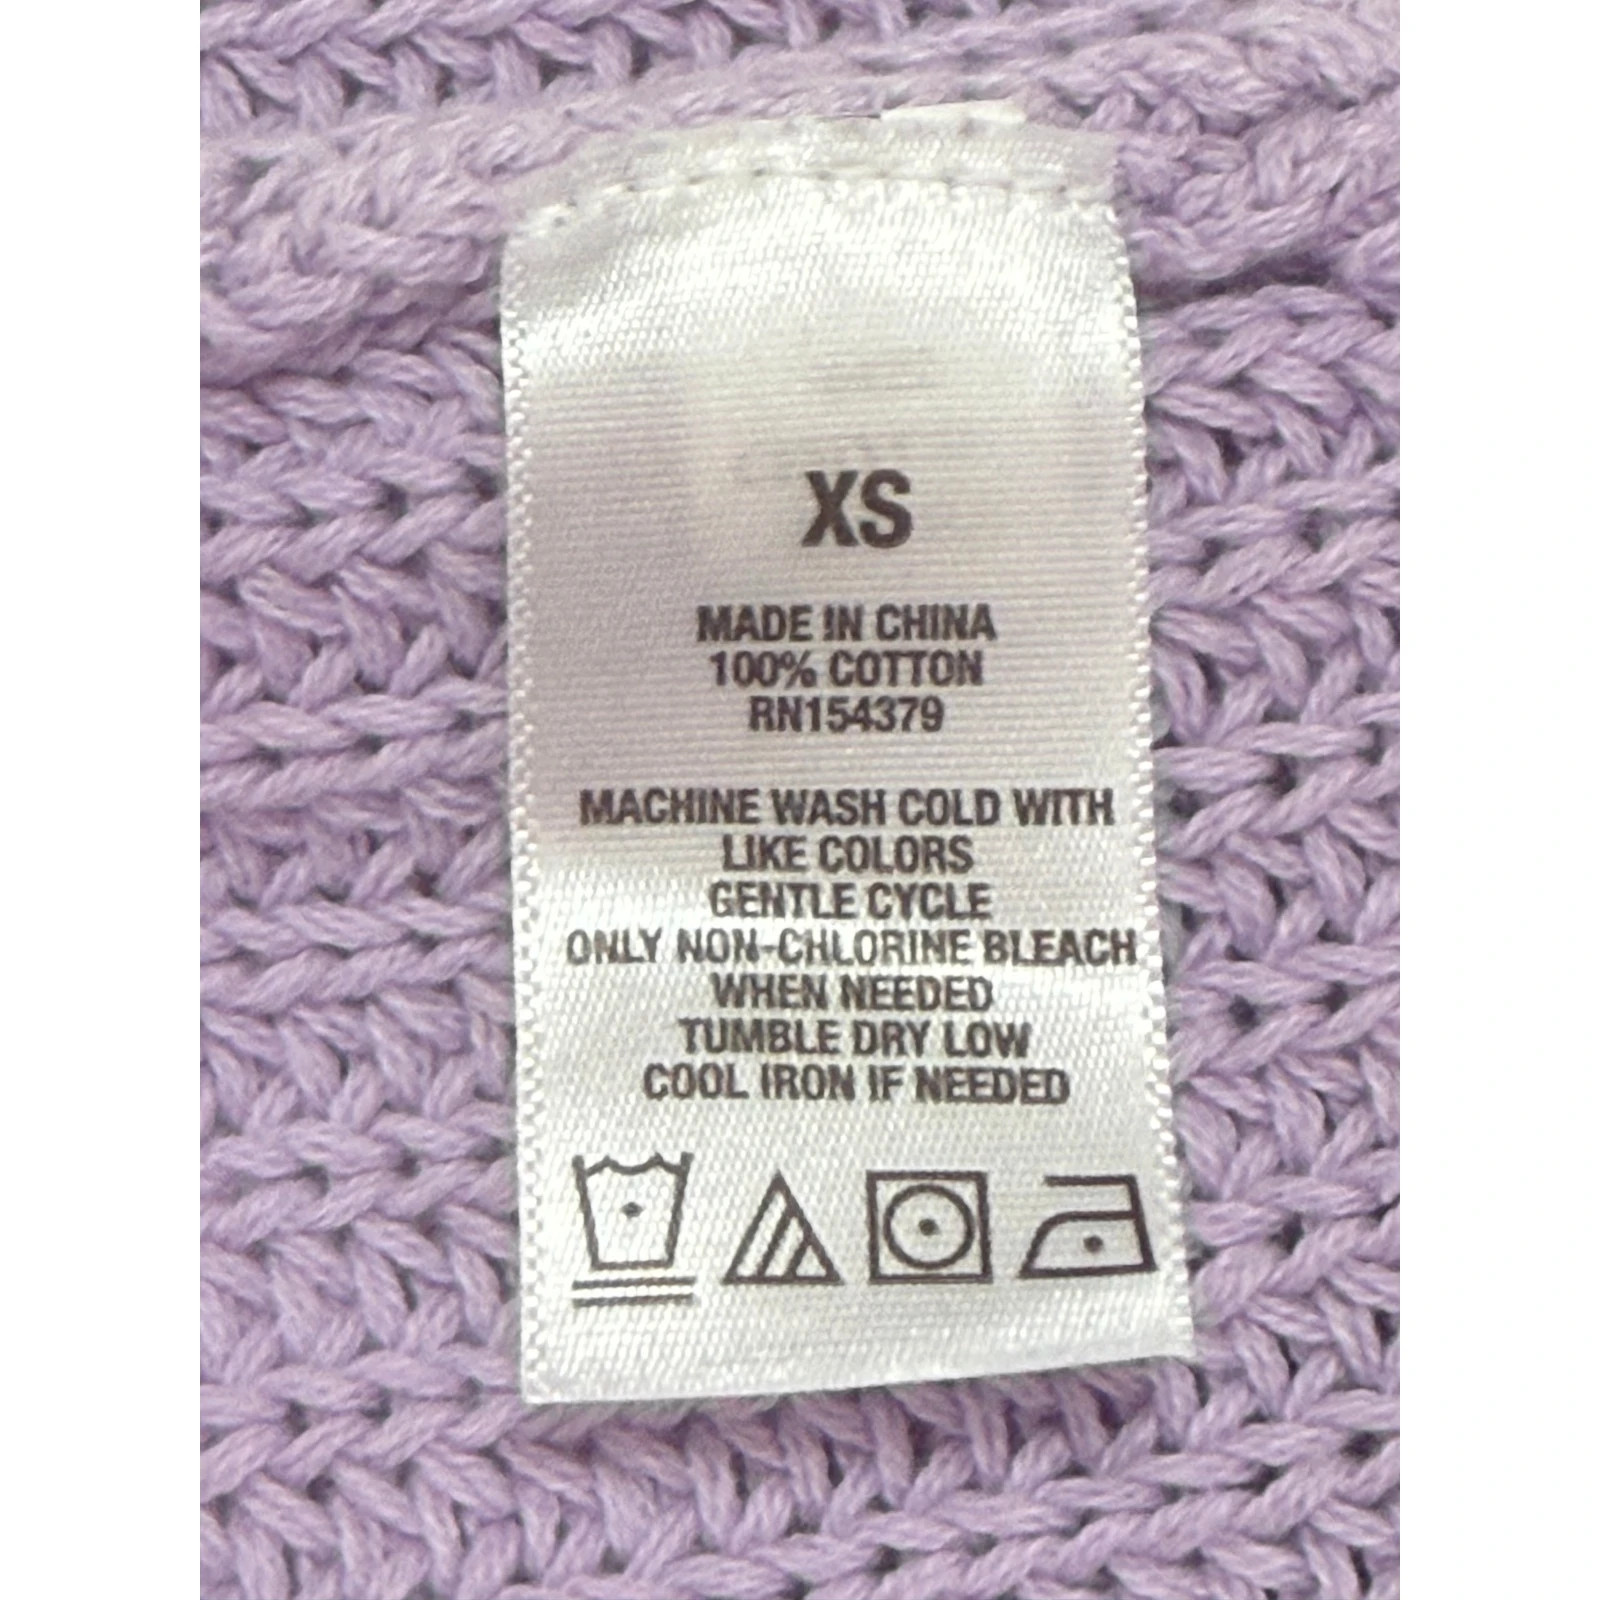 XS
MADE IN CHINA
100% COTTON
RN154379
MACHINE WASH COLD WITH
LIKE COLORS
GENTLE CYCLE
ONLY NON-CHLORINE BLEACH
WHEN NEEDED
TUMBLE DRY LOW
COOL IRON IF NEEDED